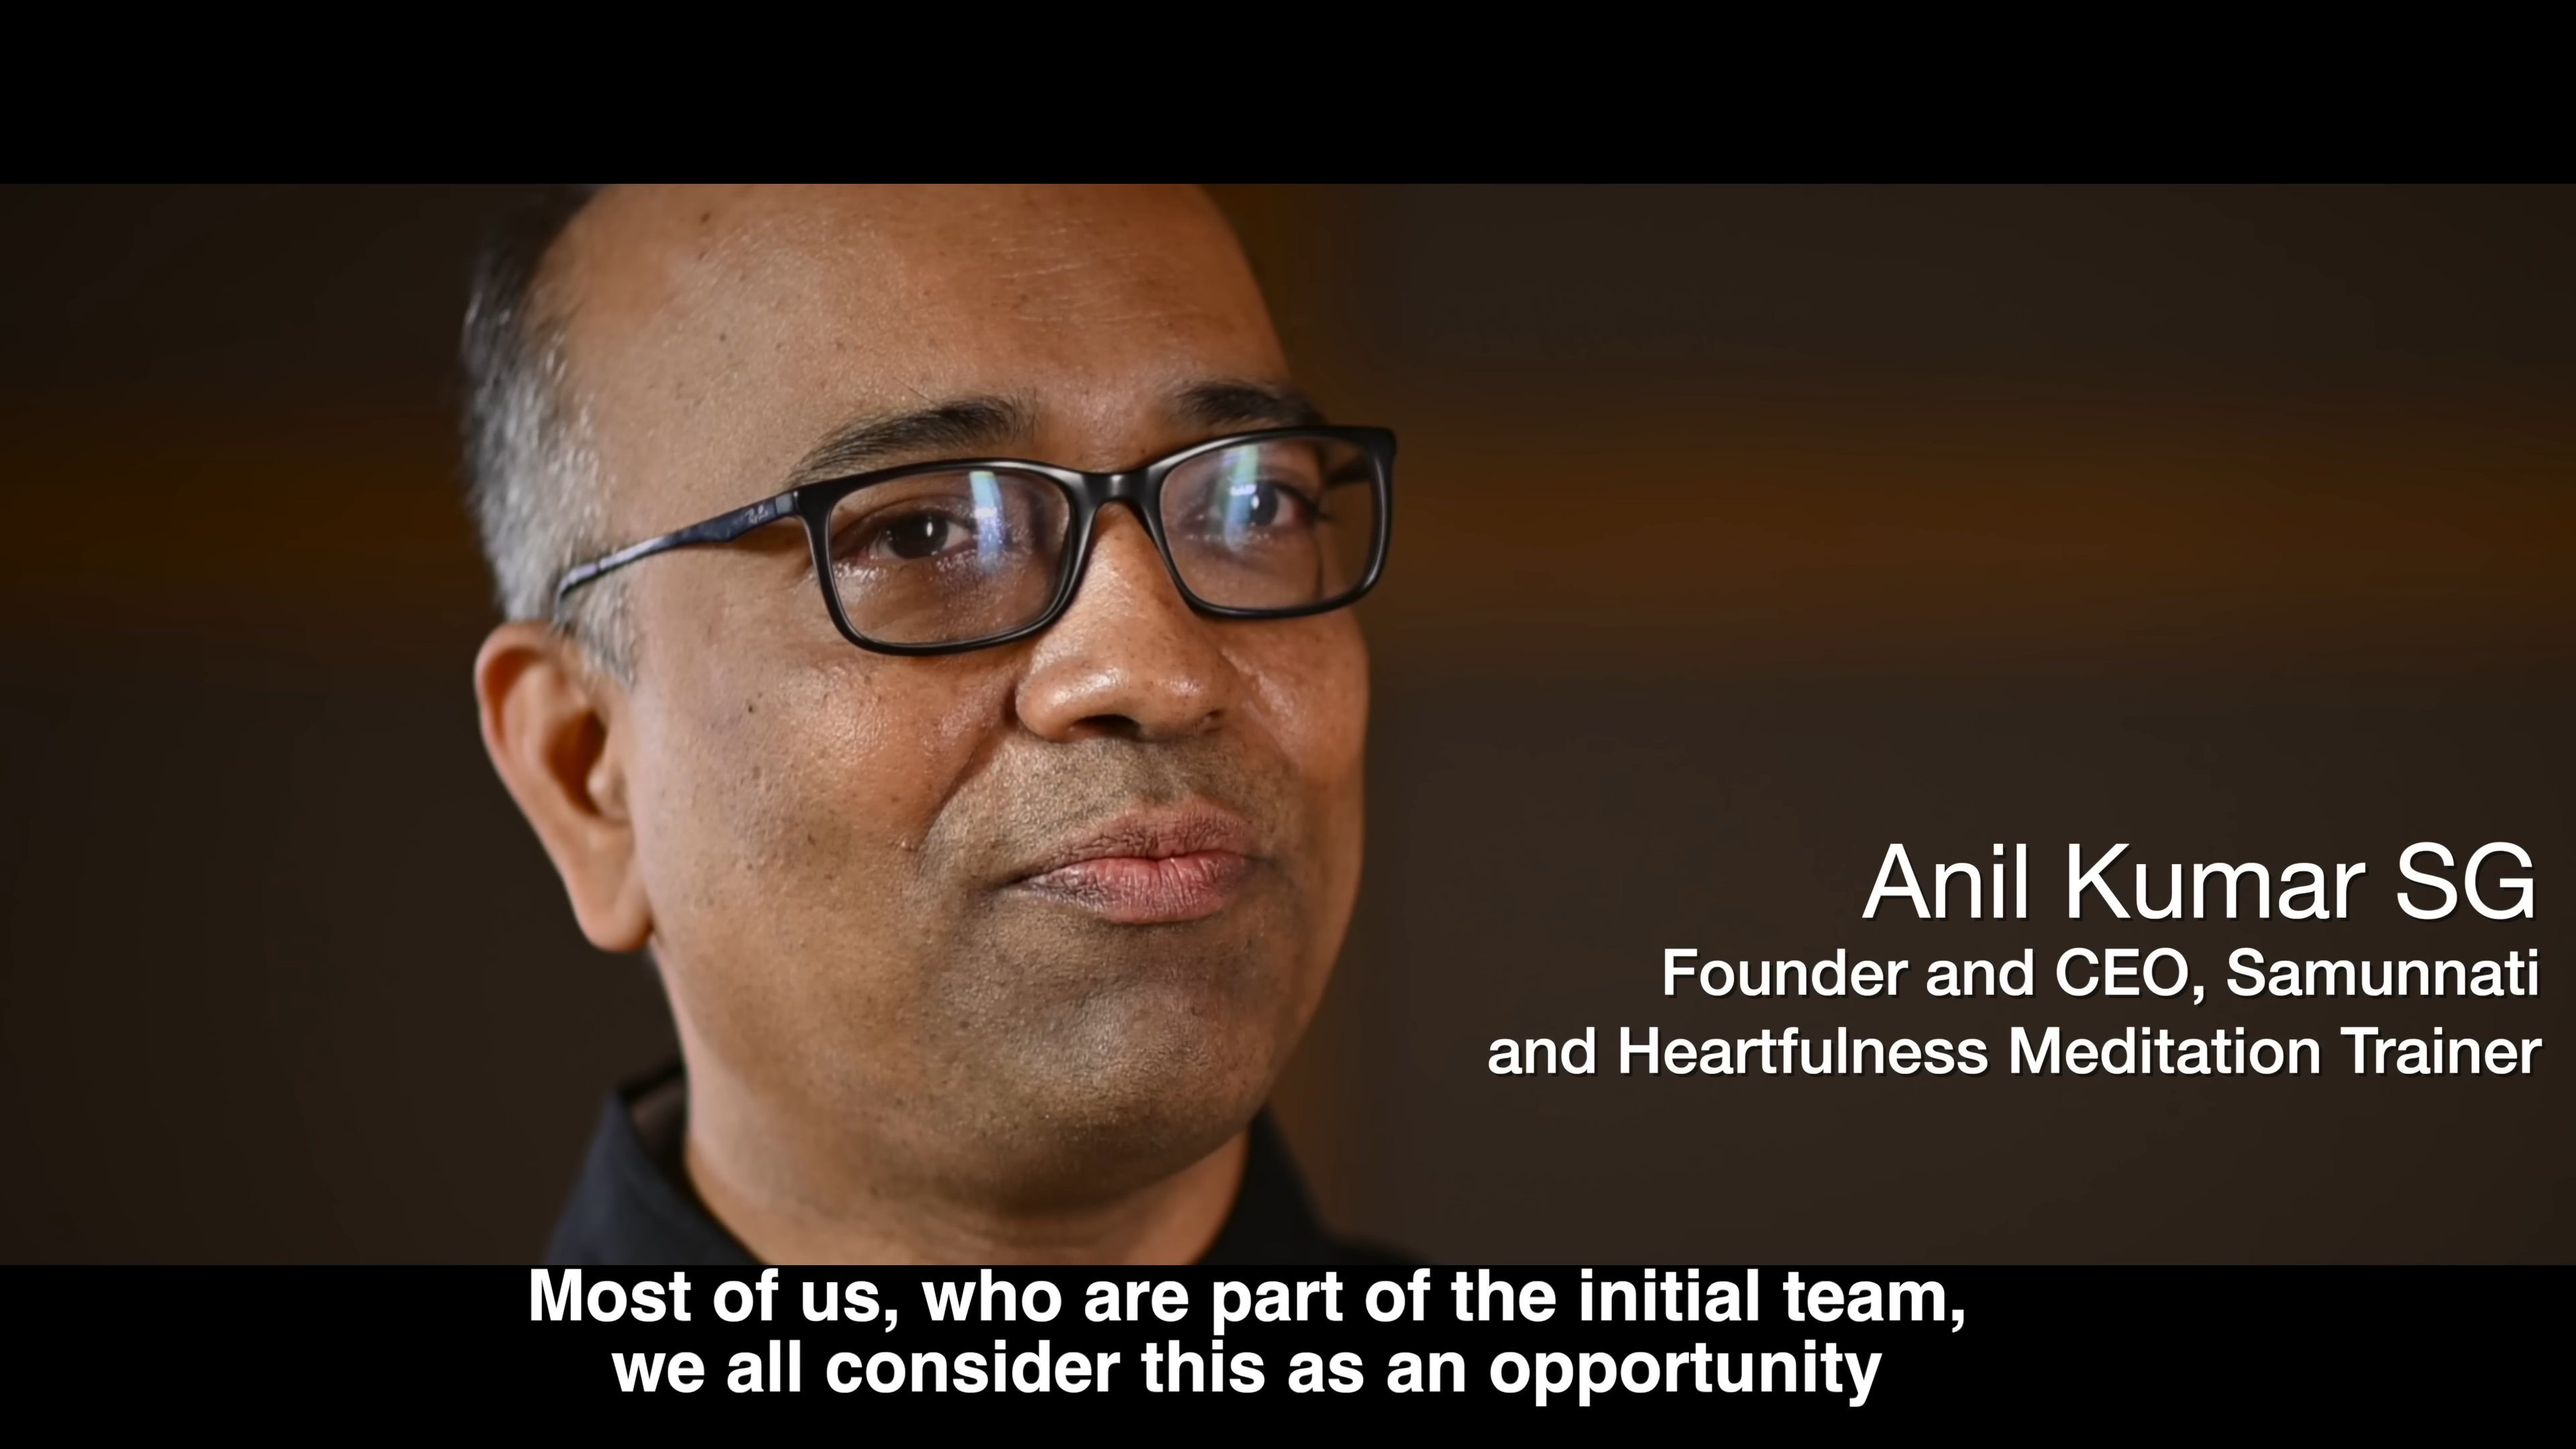 Anil Kumar SG
Founder and CEO, Samunnati
and Heartfulness Meditation Trainer
Most of us, who are part of the initial team,
we all consider this as an opportunity